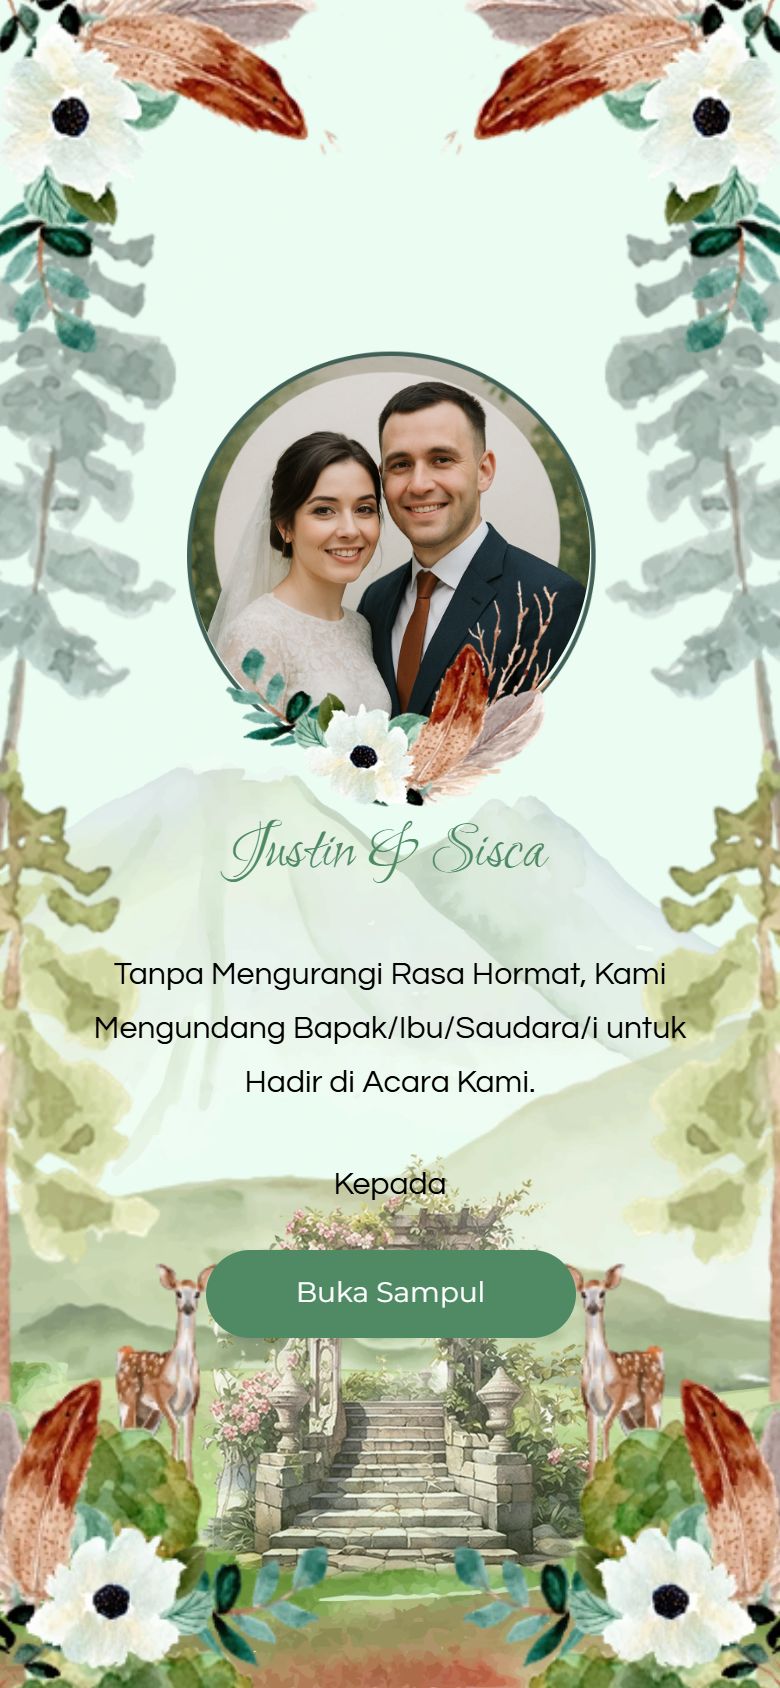 Justin & Sisca
Tanpa Mengurangi Rasa Hormat, Kami
Mengundang Bapak/Ibu/Saudara/i untuk
Hadir di Acara Kami.
Kepada
Buka Sampul